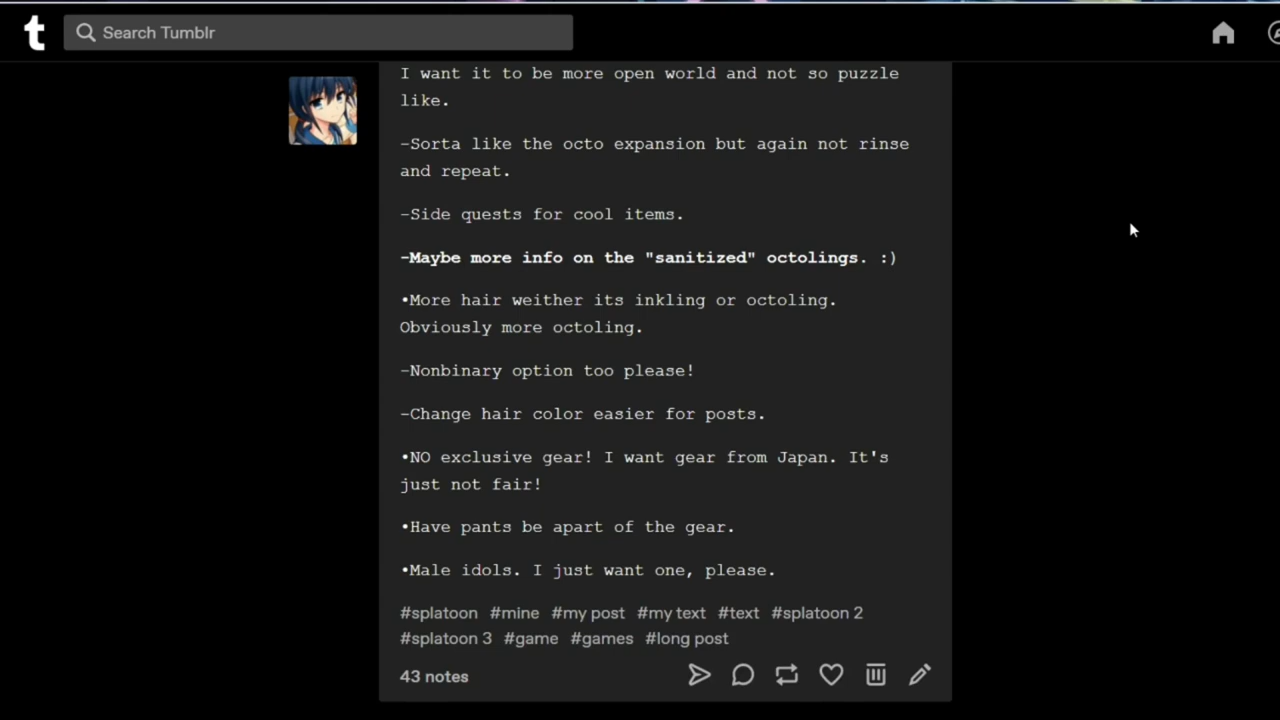 t
Search Tumblr
I want it to be more open world and not so puzzle
like.
-Sorta like the octo expansion but again not rinse
and repeat.
-Side quests for cool items.
-Maybe more info on the "sanitized" octolings. :)
•More hair weither its inkling or octoling.
Obviously more octoling.
-Nonbinary option too please!
-Change hair color easier for posts.
•NO exclusive gear! I want gear from Japan. It's
just not fair!
•Have pants be apart of the gear.
•Male idols. I just want one, please.
#splatoon #mine #my post #my text #text #splatoon 2
#splatoon 3 #game #games #long post
43 notes